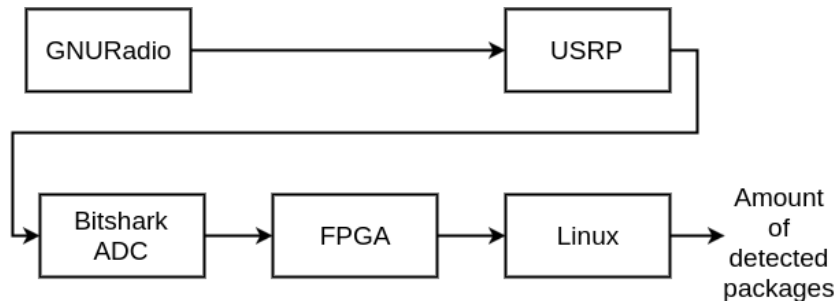 GNURadio
USRP
Bitshark
ADC
FPGA
Linux
Amount
of
detected
packages